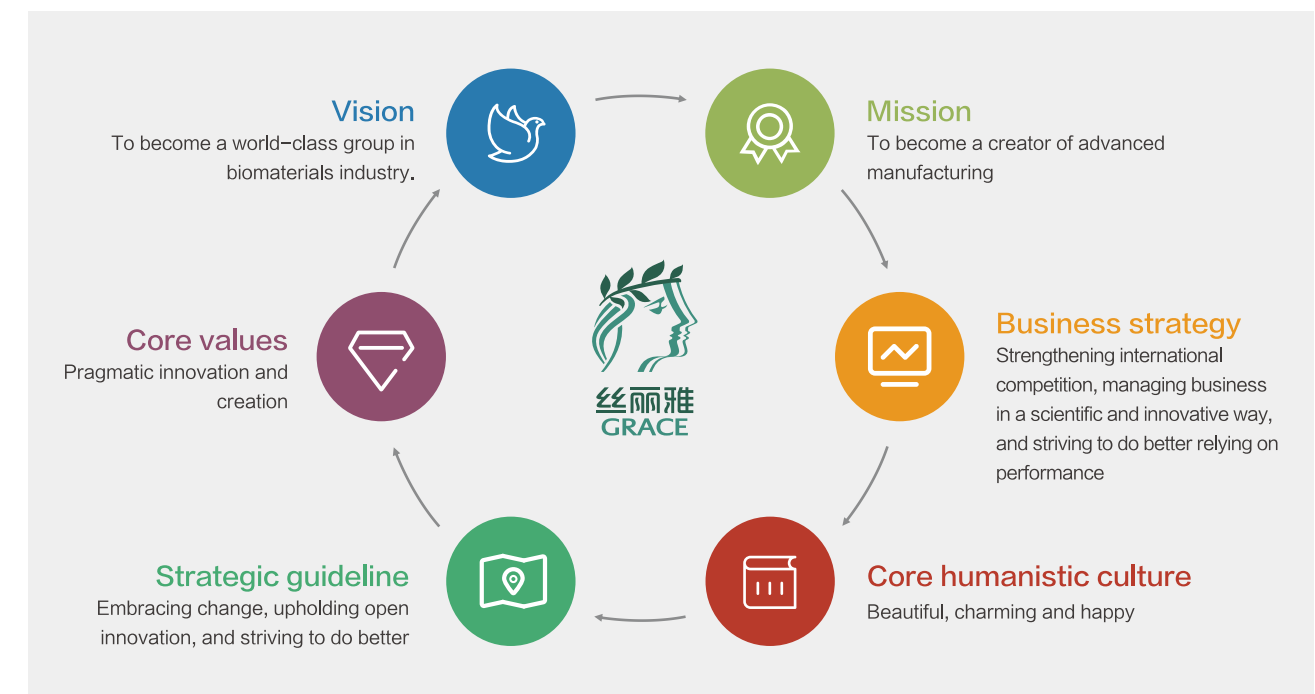 Vision
To become a world-class group in
biomaterials industry.
Mission
To become a creator of advanced
manufacturing
Business strategy
Strengthening international
competition, managing business
in a scientific and innovative way,
and striving to do better relying on
performance
Core humanistic culture
Beautiful, charming and happy
Strategic guideline
Embracing change, upholding open
innovation, and striving to do better
Core values
Pragmatic innovation and
creation
丝丽雅
GRACE